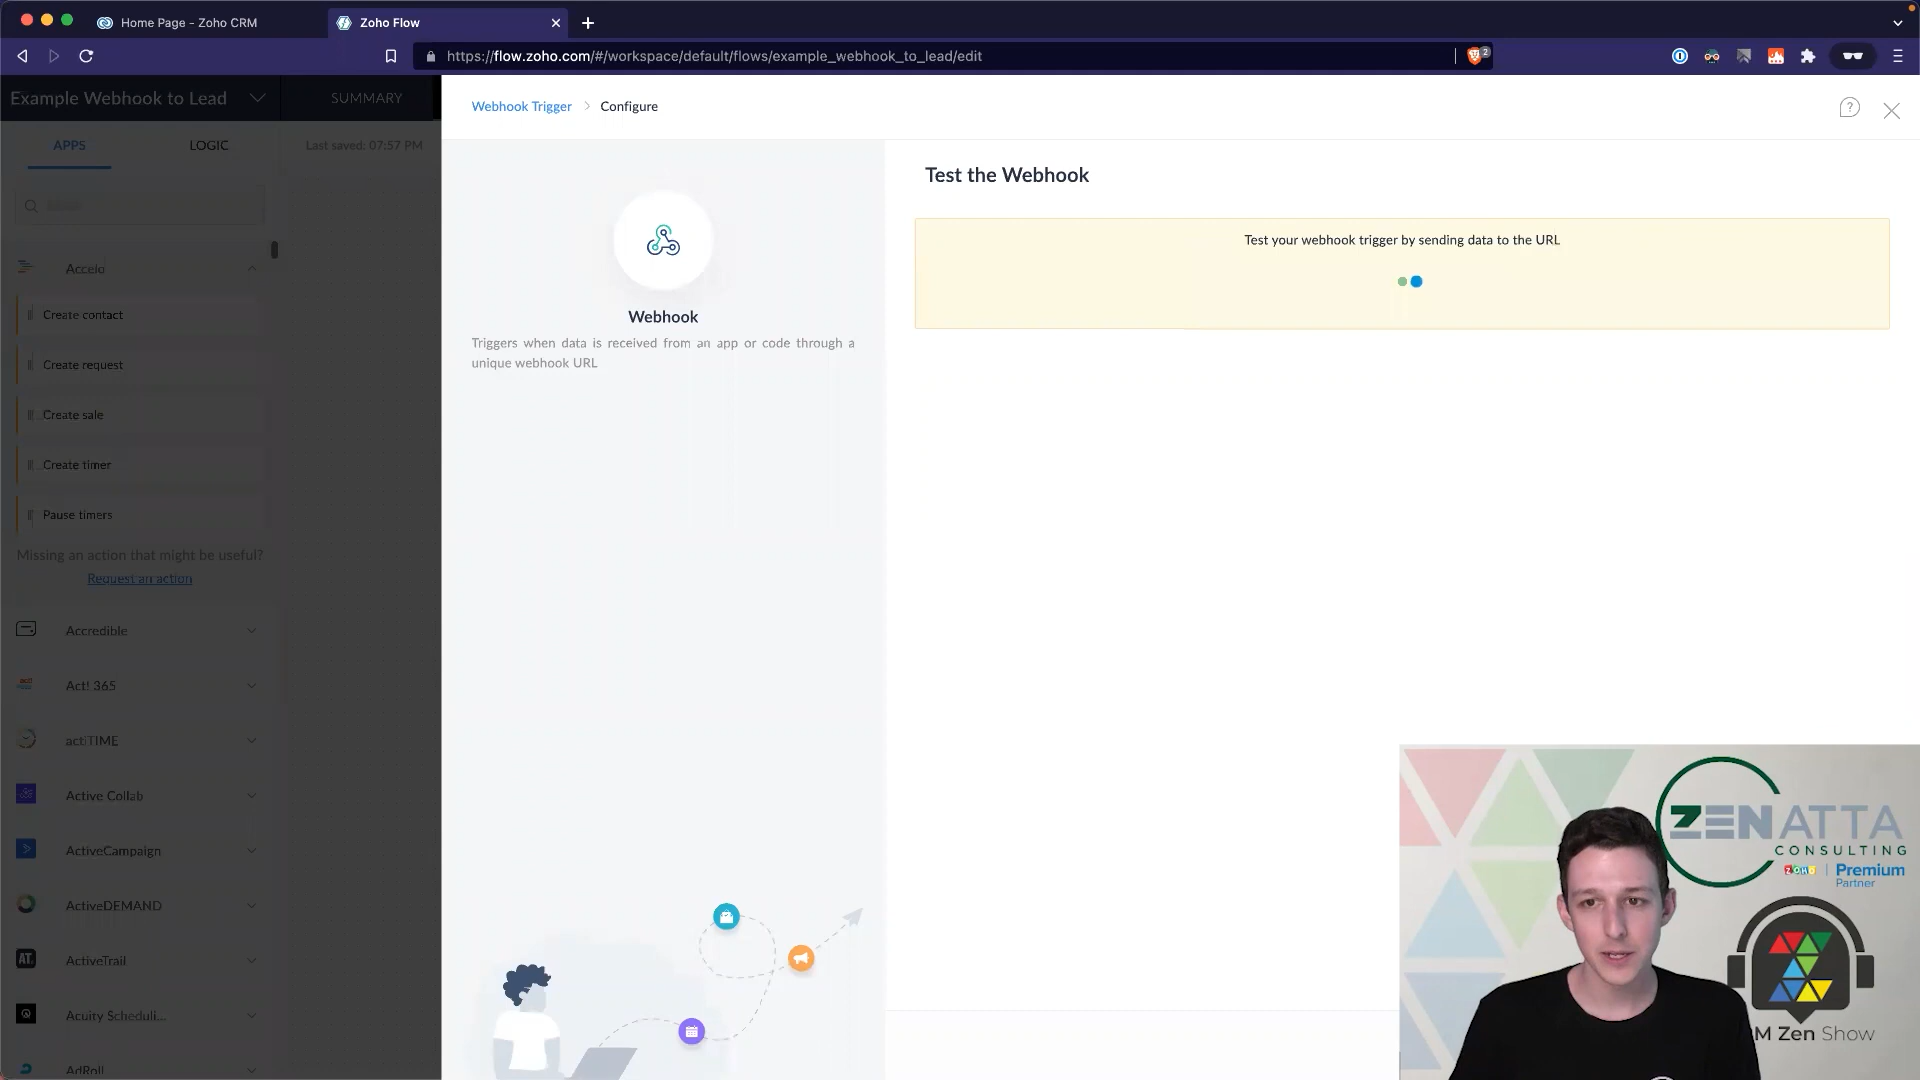 Home Page - Zoho CRM
Zoho Flow
https://flow.zoho.com/#/workspace/default/flows/example_webhook_to_lead/edit
2
Example Webhook to Lead
SUMMARY
Webhook Trigger
Configure
?
APPS
LOGIC
Last saved: 07:57 PM
Test the Webhook
Test your webhook trigger by sending data to the URL
Webhook
Triggers when data is received from an app or code through a
unique webhook URL
Accelo
Create contact
Create request
Create sale
Create timer
Pause timers
Missing an action that might be useful?
Request an action
Accredible
Act! 365
actiTIME
Active Collab
ActiveCampaign
ActiveDEMAND
AT.
ActiveTrail
Acuity Scheduli...
AdRoll
ZENATTA
CONSULTING
ZOHO
Premium
Partner
M Zen Show